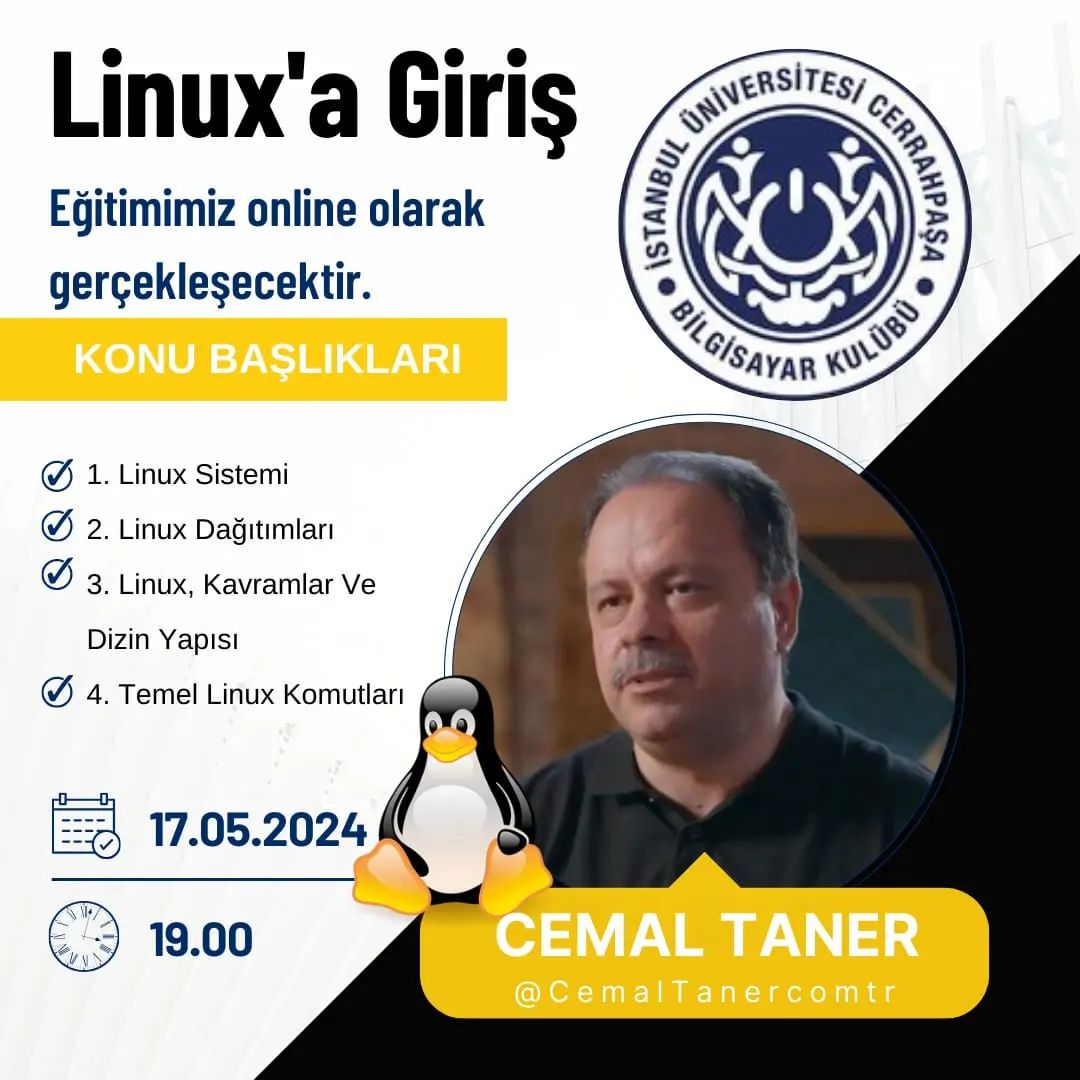 Linux'a Giriş
Eğitimimiz online olarak
gerçekleşecektir.
KONU BAŞLIKLARI
1. Linux Sistemi
2. Linux Dağıtımları
3. Linux, Kavramlar Ve
Dizin Yapısı
4. Temel Linux Komutları
17.05.2024
19.00
İSTANBUL ÜNİVERSİTESİ CERRAHPAŞA
BİLGİSAYAR KULÜBÜ
CEMAL TANER
@CemalTanercomtr